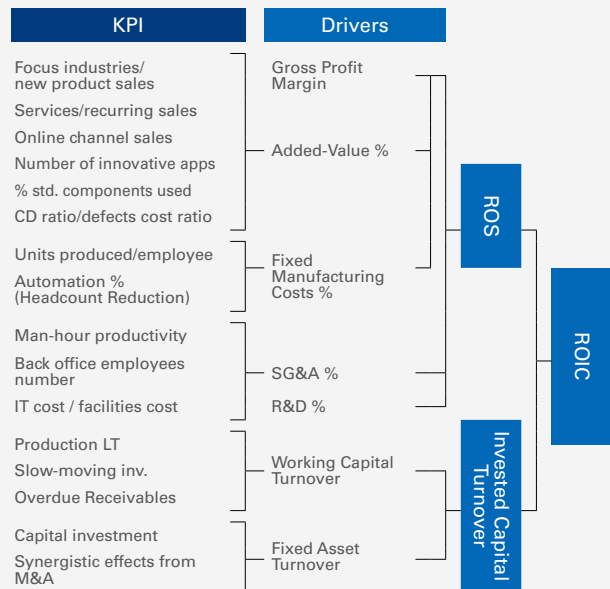 KPI
Drivers
Focus industries/
new product sales
Services/recurring sales
Online channel sales
Number of innovative apps
% std. components used
CD ratio/defects cost ratio
Units produced/employee
Automation %
(Headcount Reduction)
Man-hour productivity
Back office employees
number
IT cost / facilities cost
Production LT
Slow-moving inv.
Overdue Receivables
Capital investment
Synergistic effects from
M&A
Gross Profit
Margin
Added-Value %
Fixed
Manufacturing
Costs %
SG&A %
R&D %
Working Capital
Turnover
Fixed Asset
Turnover
ROS
Invested Capital
Turnover
ROIC